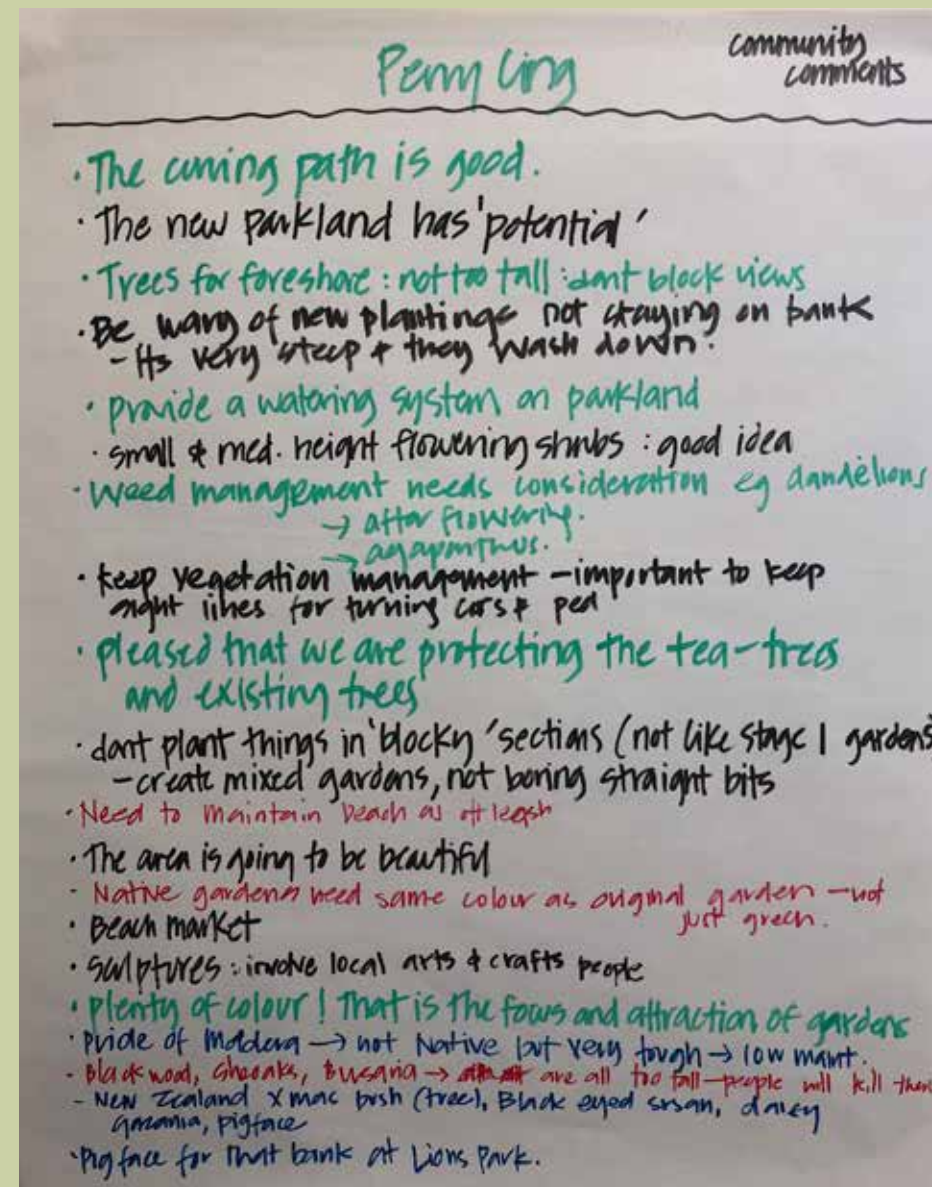 Penny Ling
community
comments
• The curving path is good.
• The new parkland has 'potential'
• Trees for foreshore : not too tall : dont block views
• Be wary of new plantings not staying on bank
- Its very steep & they wash down.
• Provide a watering system on parkland
• small & med. height flowering shrubs : good idea
• Weed management needs consideration eg dandelions
→ after flowering.
→ agapanthus.
• keep vegetation management - important to keep
sight lines for turning cars & ped
• pleased that we are protecting the tea-trees
and existing trees
• dont plant things in 'blocky' sections (not like stage 1 gardens)
- create mixed gardens, not boring straight bits
• Need to maintain beach as off leash
• The area is going to be beautiful
- Native gardens need same colour as original garden - not
just green.
• Beach market
• Sculptures : involve local arts & crafts people
• Plenty of colour ! That is the focus and attraction of gardens
• Pride of Madera → not Native but very tough → low maint.
- Blackwood, Sheoaks, Busaria → are all too tall - people will kill them
- New Zealand Xmas bush (tree), Black eyed susan, daisy
gazania, pigface
• Pigface for that bank at Lions Park.